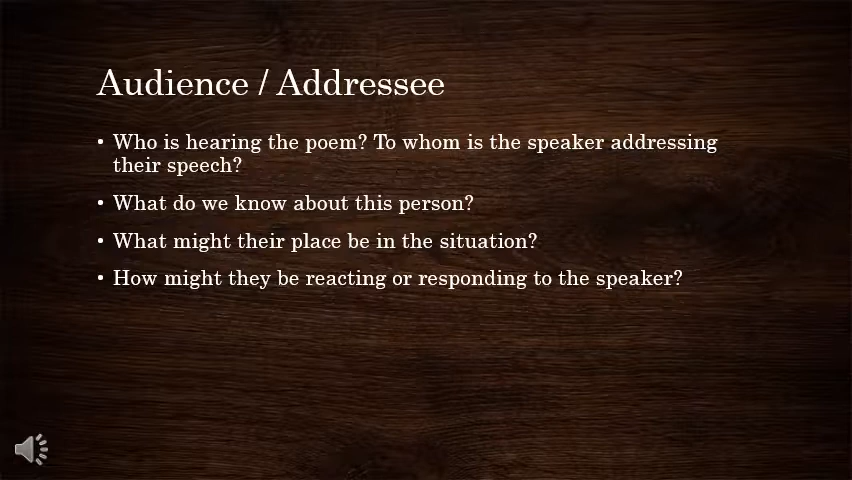 Audience / Addressee
• Who is hearing the poem? To whom is the speaker addressing
their speech?
• What do we know about this person?
• What might their place be in the situation?
• How might they be reacting or responding to the speaker?